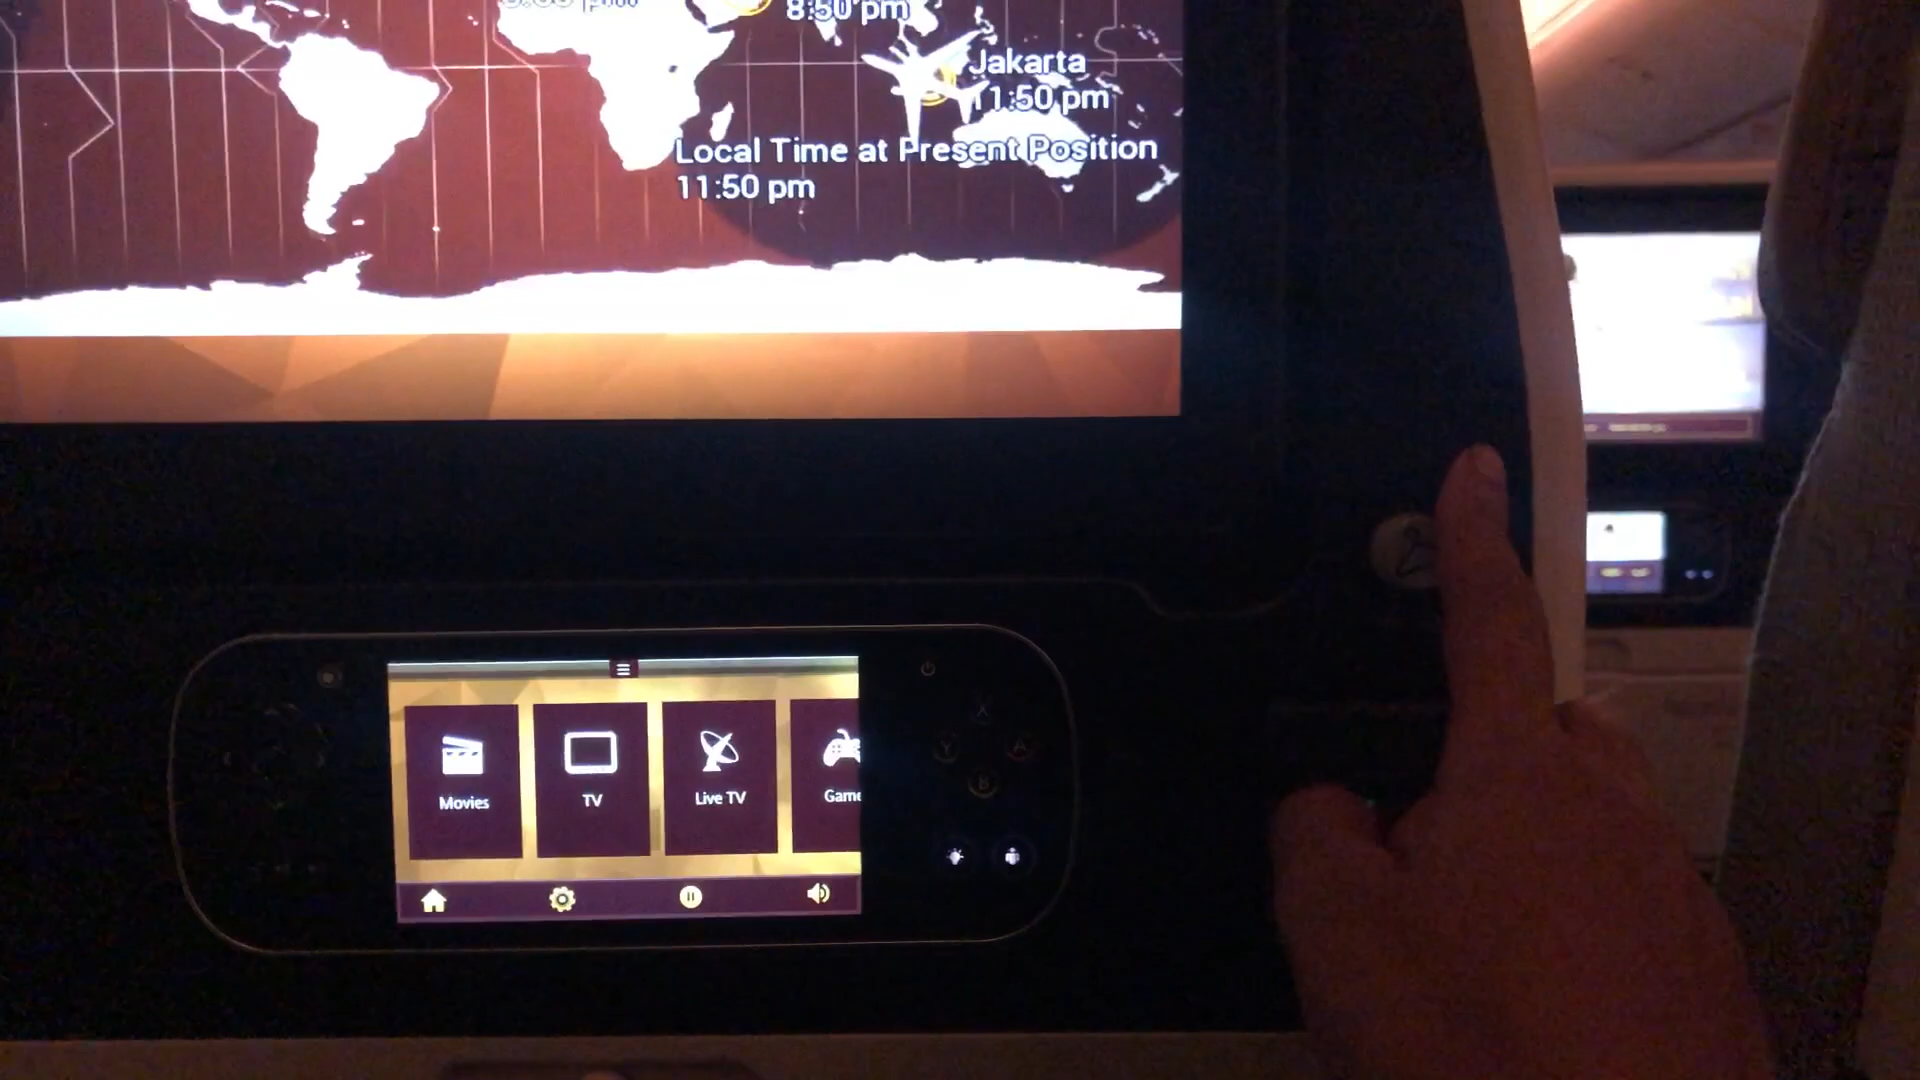 8:50 pm
Jakarta
11:50 pm
Local Time at Present Position
11:50 pm
Movies
TV
Live TV
Game
X
Y
A
B